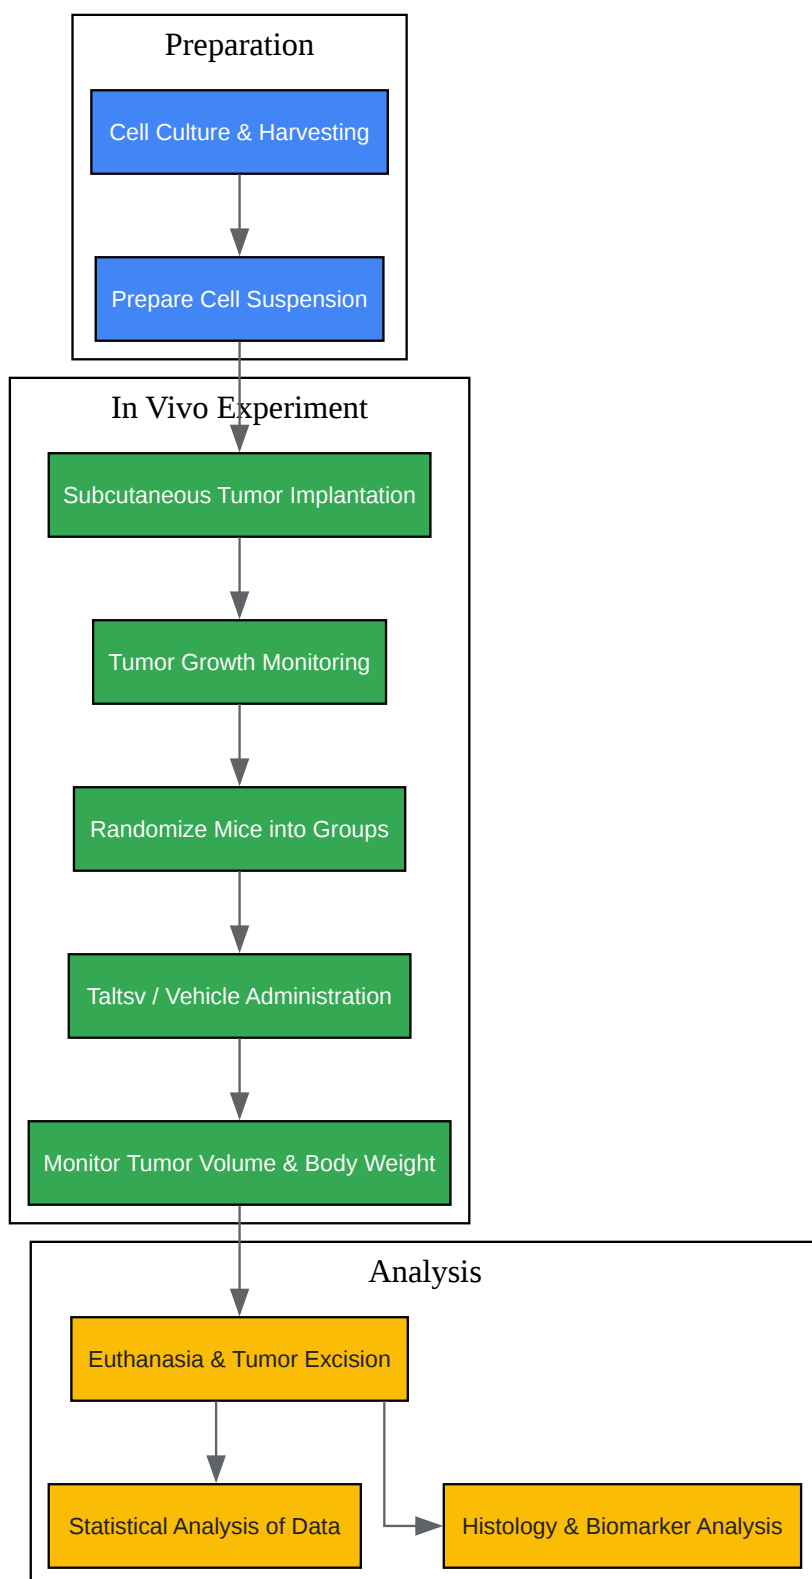 Preparation
Cell Culture & Harvesting
Prepare Cell Suspension
In Vivo Experiment
Subcutaneous Tumor Implantation
Tumor Growth Monitoring
Randomize Mice into Groups
Taltsv / Vehicle Administration
Monitor Tumor Volume & Body Weight
Analysis
Euthanasia & Tumor Excision
Statistical Analysis of Data
Histology & Biomarker Analysis